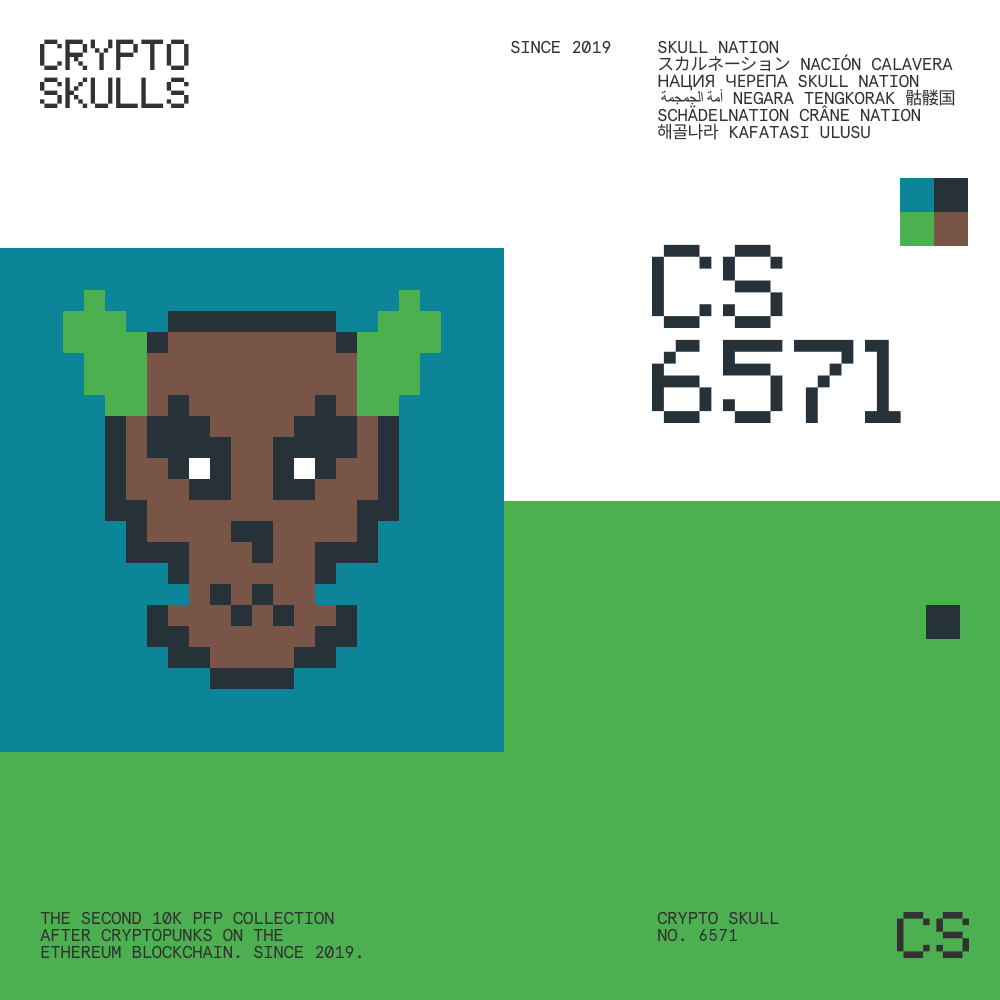 CRYPTO
SKULLS
SINCE 2019
SKULL NATION
スカルネーション NACIÓN CALAVERA
НАЦИЯ ЧЕРЕПА SKULL NATION
أمة الجمجمة NEGARA TENGKORAK 骷髅国
SCHÄDELNATION CRÂNE NATION
해골나라 KAFATASI ULUSU
CS
6571
THE SECOND 10K PFP COLLECTION
AFTER CRYPTOPUNKS ON THE
ETHEREUM BLOCKCHAIN. SINCE 2019.
CRYPTO SKULL
NO. 6571
CS